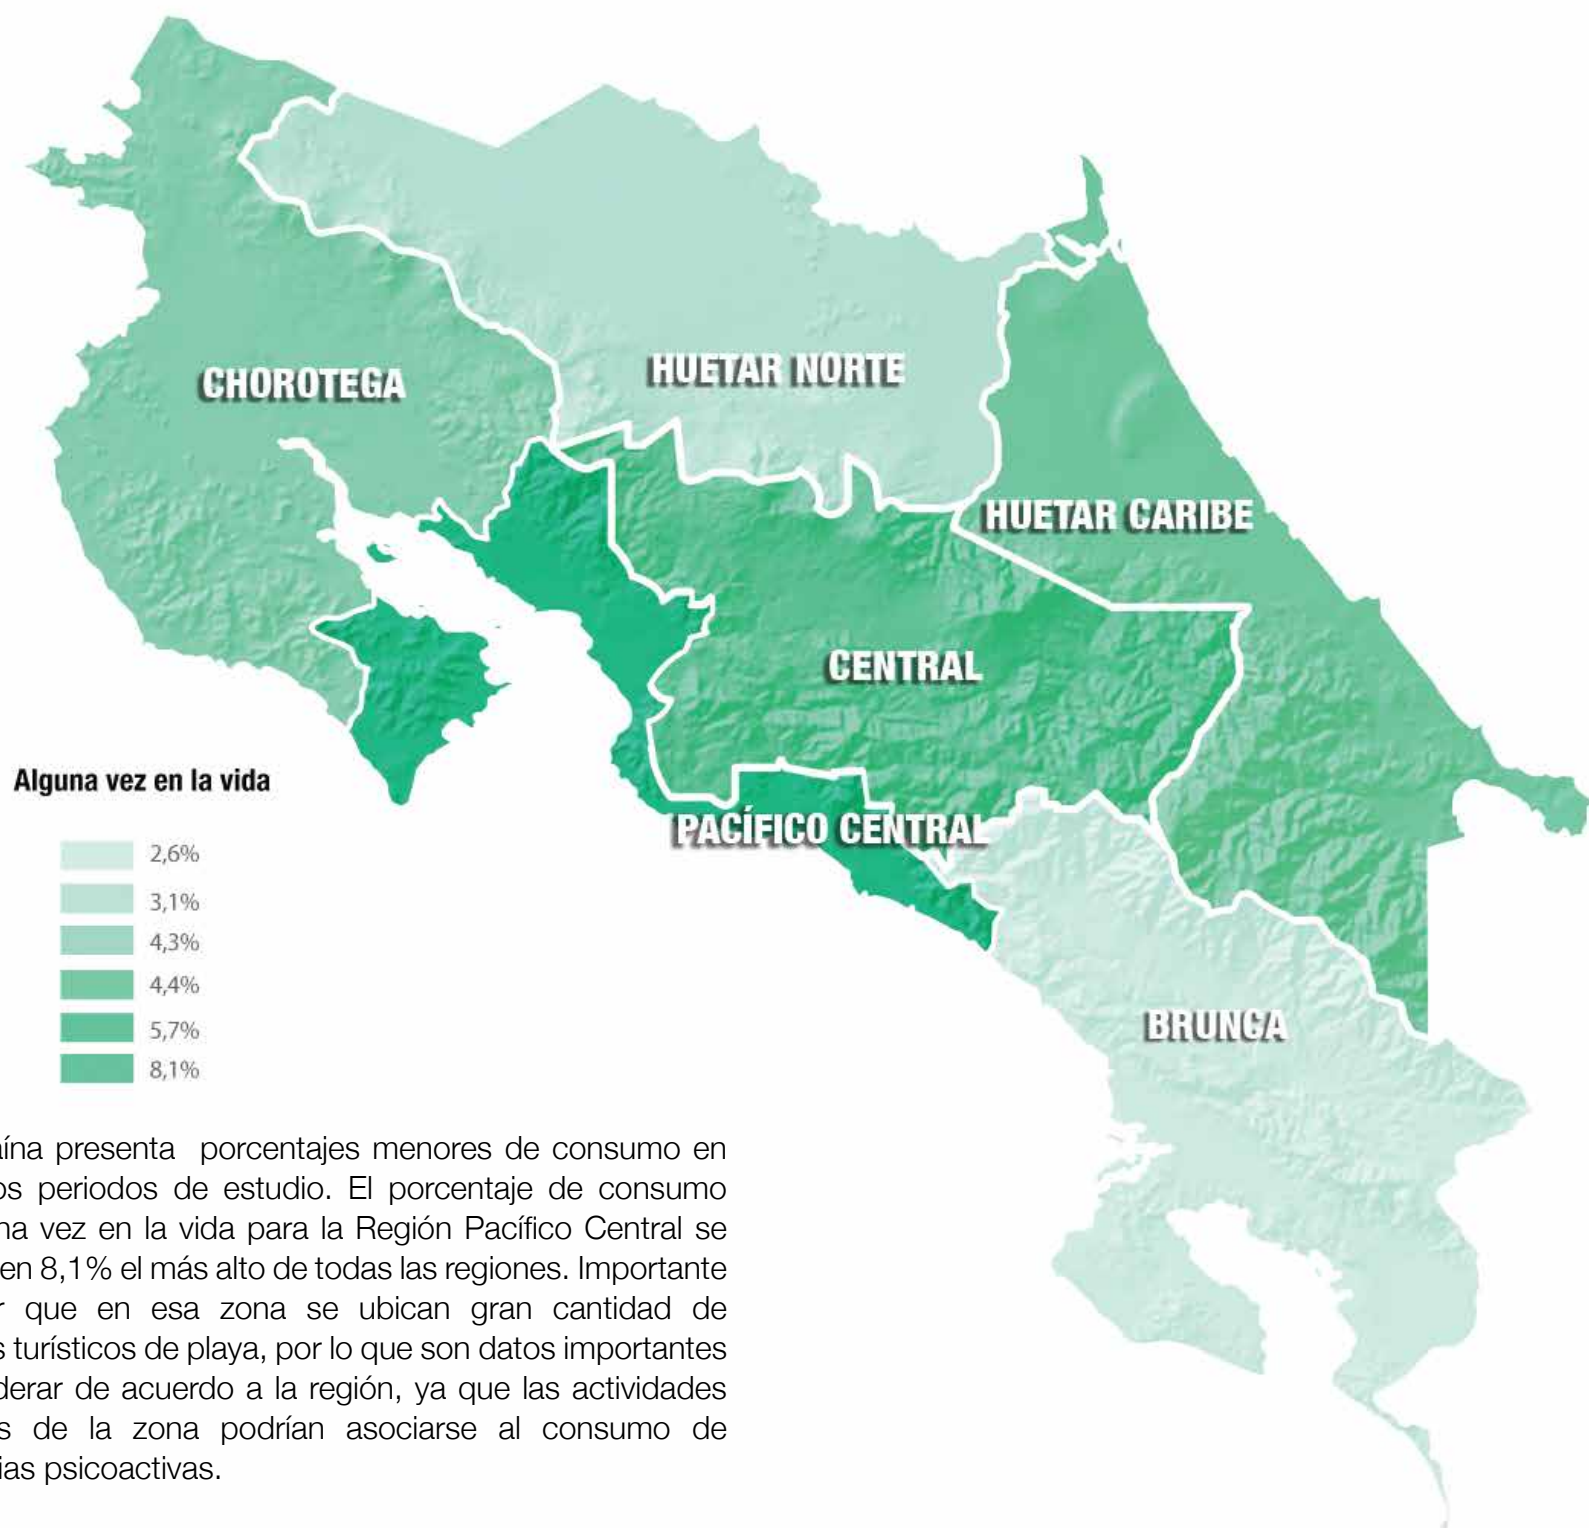 CHOROTEGA
HUETAR NORTE
HUETAR CARIBE
CENTRAL
PACÍFICO CENTRAL
BRUNCA
Alguna vez en la vida
2,6%
3,1%
4,3%
4,4%
5,7%
8,1%
aína presenta porcentajes menores de consumo en
os periodos de estudio. El porcentaje de consumo
na vez en la vida para la Región Pacífico Central se
en 8,1% el más alto de todas las regiones. Importante
r que en esa zona se ubican gran cantidad de
s turísticos de playa, por lo que son datos importantes
derar de acuerdo a la región, ya que las actividades
s de la zona podrían asociarse al consumo de
ias psicoactivas.